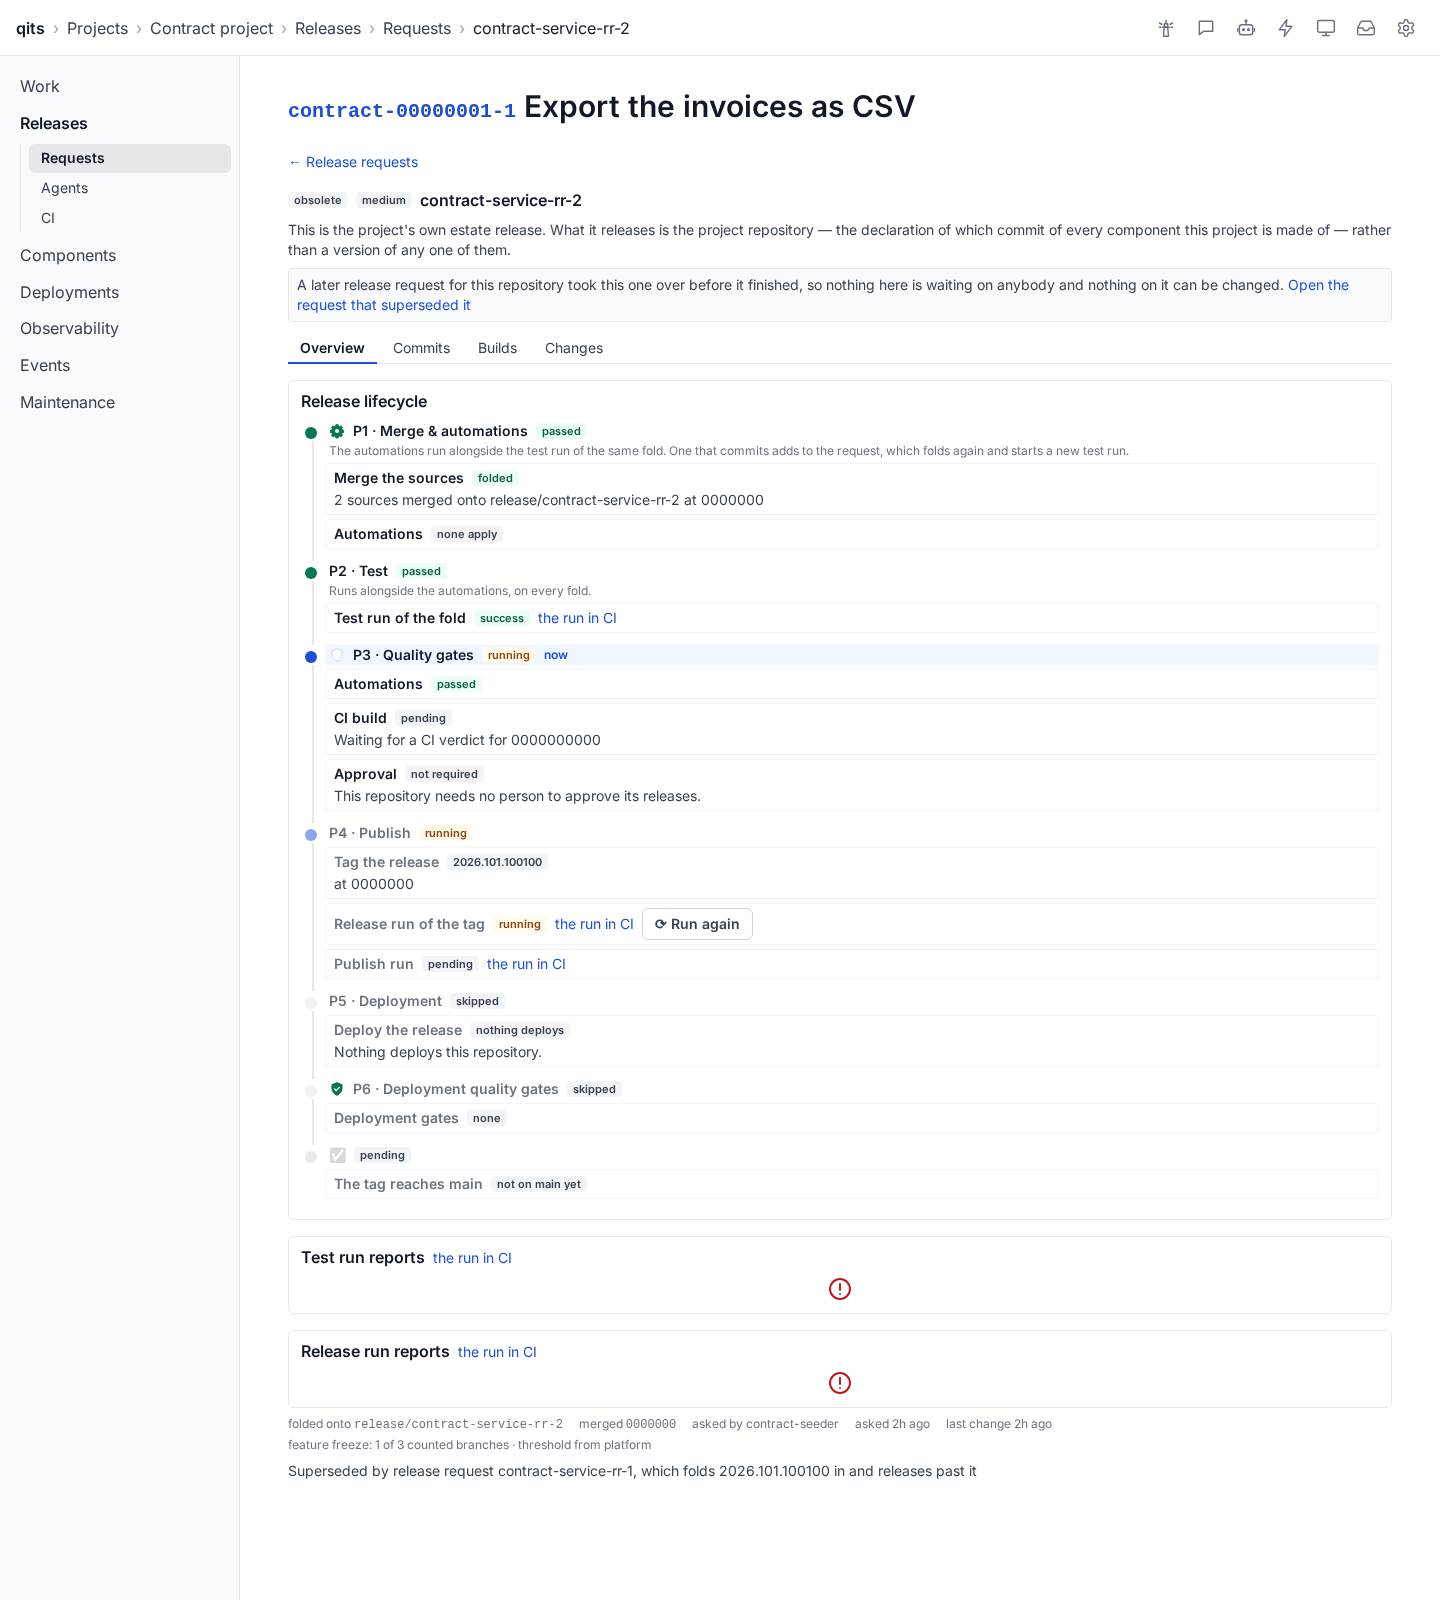 qits › Projects › Contract project › Releases › Requests › contract-service-rr-2
Work
Releases
Requests
Agents
CI
Components
Deployments
Observability
Events
Maintenance
contract-00000001-1 Export the invoices as CSV
← Release requests
obsolete medium contract-service-rr-2
This is the project's own estate release. What it releases is the project repository — the declaration of which commit of every component this project is made of — rather
than a version of any one of them.
A later release request for this repository took this one over before it finished, so nothing here is waiting on anybody and nothing on it can be changed. Open the
request that superseded it
Overview Commits Builds Changes
Release lifecycle
P1 · Merge & automations passed
The automations run alongside the test run of the same fold. One that commits adds to the request, which folds again and starts a new test run.
Merge the sources folded
2 sources merged onto release/contract-service-rr-2 at 0000000
Automations none apply
P2 · Test passed
Runs alongside the automations, on every fold.
Test run of the fold success the run in CI
P3 · Quality gates running now
Automations passed
CI build pending
Waiting for a CI verdict for 0000000000
Approval not required
This repository needs no person to approve its releases.
P4 · Publish running
Tag the release 2026.101.100100
at 0000000
Release run of the tag running the run in CI ⟳ Run again
Publish run pending the run in CI
P5 · Deployment skipped
Deploy the release nothing deploys
Nothing deploys this repository.
P6 · Deployment quality gates skipped
Deployment gates none
pending
The tag reaches main not on main yet
Test run reports the run in CI
Release run reports the run in CI
folded onto release/contract-service-rr-2 merged 0000000 asked by contract-seeder asked 2h ago last change 2h ago
feature freeze: 1 of 3 counted branches · threshold from platform
Superseded by release request contract-service-rr-1, which folds 2026.101.100100 in and releases past it